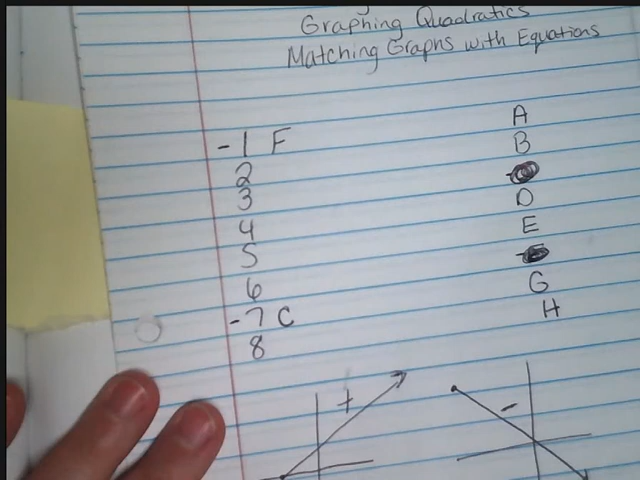 Graphing Quadratics
Matching Graphs with Equations
- 1 F
2
3
4
5
6
- 7 C
8
A
B
D
E
G
H
+
-